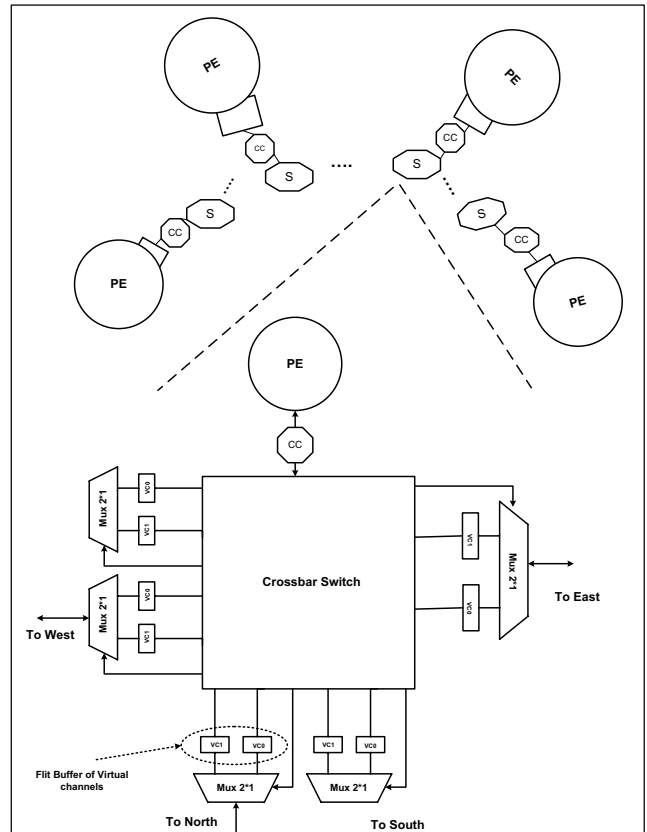 PE
PE
CC
CC
S
....
S
....
....
S
S
CC
CC
PE
PE
PE
CC
Mux 2*1
VC0
VC1
VC1
Mux 2*1
Crossbar Switch
Mux 2*1
VC0
VC0
To East
To West
VC1
VC1
VC0
VC1
VC0
Flit Buffer of Virtual
channels
Mux 2*1
Mux 2*1
To North
To South